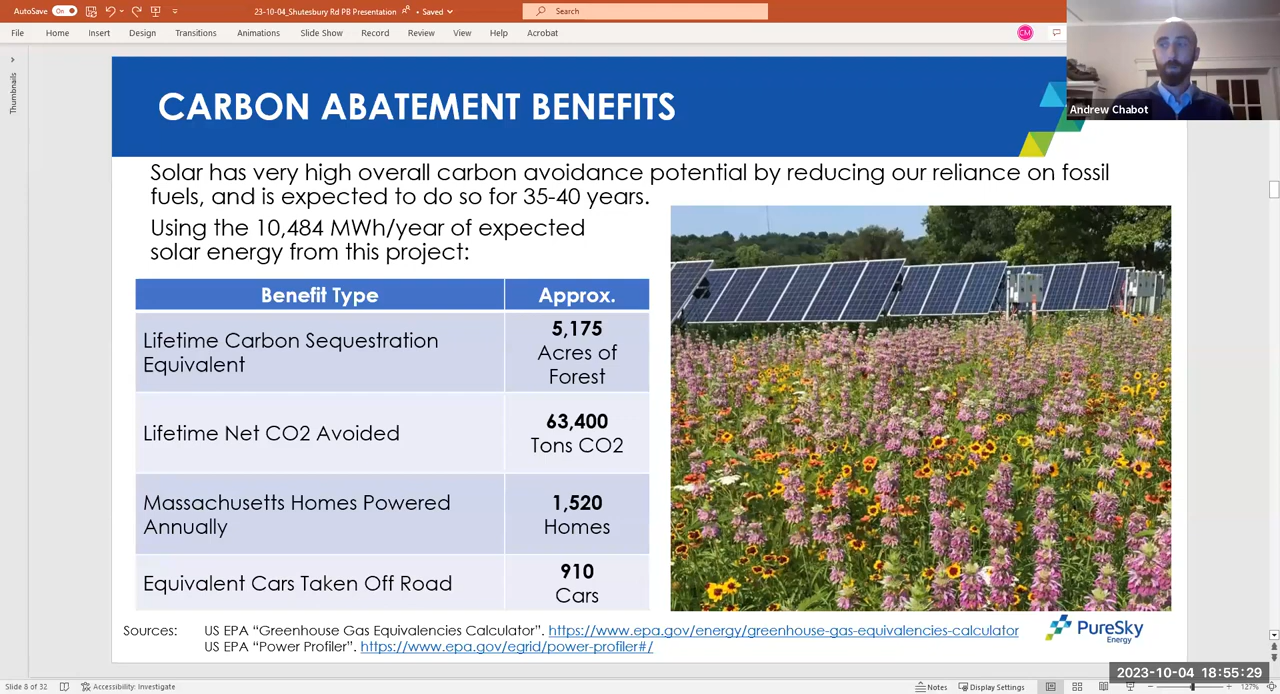 AutoSave On
23-10-04_Shutesbury Rd PB Presentation • Saved
Search
File Home Insert Design Transitions Animations Slide Show Record Review View Help Acrobat
CM
Thumbnails
Andrew Chabot
CARBON ABATEMENT BENEFITS
Solar has very high overall carbon avoidance potential by reducing our reliance on fossil
fuels, and is expected to do so for 35-40 years.
Using the 10,484 MWh/year of expected
solar energy from this project:
Benefit Type Approx.
Lifetime Carbon Sequestration
Equivalent
5,175
Acres of
Forest
Lifetime Net CO2 Avoided
63,400
Tons CO2
Massachusetts Homes Powered
Annually
1,520
Homes
Equivalent Cars Taken Off Road
910
Cars
Sources: US EPA “Greenhouse Gas Equivalencies Calculator”. https://www.epa.gov/energy/greenhouse-gas-equivalencies-calculator
US EPA “Power Profiler”. https://www.epa.gov/egrid/power-profiler#/
PureSky
Energy
2023-10-04 18:55:29
Slide 8 of 32 Accessibility: Investigate Notes Display Settings 127%